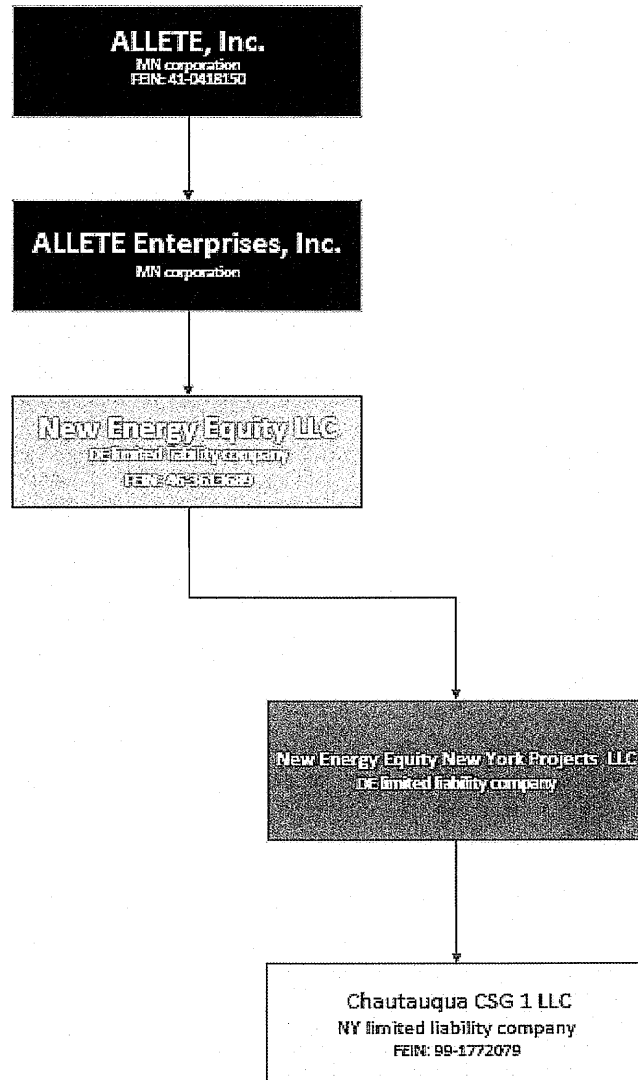 ALLETE, Inc.
MN corporation
FEIN: 41-0418150
ALLETE Enterprises, Inc.
MN corporation
New Energy Equity LLC
DE limited liability company
FEIN:
New Energy Equity New York Projects LLC
DE limited liability company
Chautauqua CSG 1 LLC
NY limited liability company
FEIN: 99-1772079